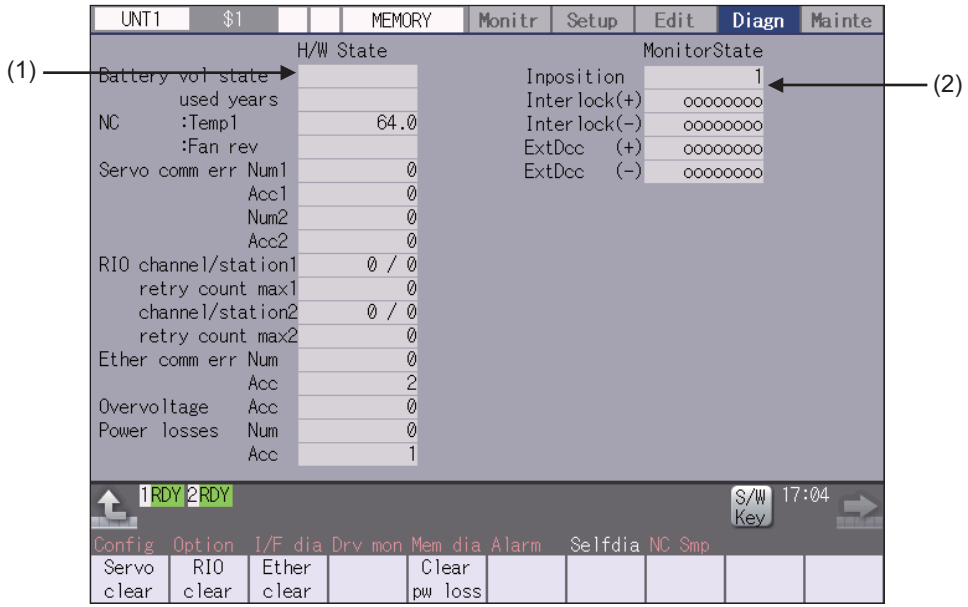 UNT1 $1 MEMORY Monitr Setup Edit Diagn Mainte
H/W State MonitorState
(1)
Battery vol state Inposition 1
(2)
used years Interlock(+) oooooooo
NC :Temp1 64.0 Interlock(-) oooooooo
:Fan rev ExtDcc (+) oooooooo
Servo comm err Num1 0 ExtDcc (-) oooooooo
Acc1 0
Num2 0
Acc2 0
RIO channel/station1 0 / 0
retry count max1 0
channel/station2 0 / 0
retry count max2 0
Ether comm err Num 0
Acc 2
Overvoltage Acc 0
Power losses Num 0
Acc 1
1RDY 2RDY S/W Key 17:04
Config Option I/F dia Drv mon Mem dia Alarm Selfdia NC Smp
Servo RIO Ether Clear
clear clear clear pw loss